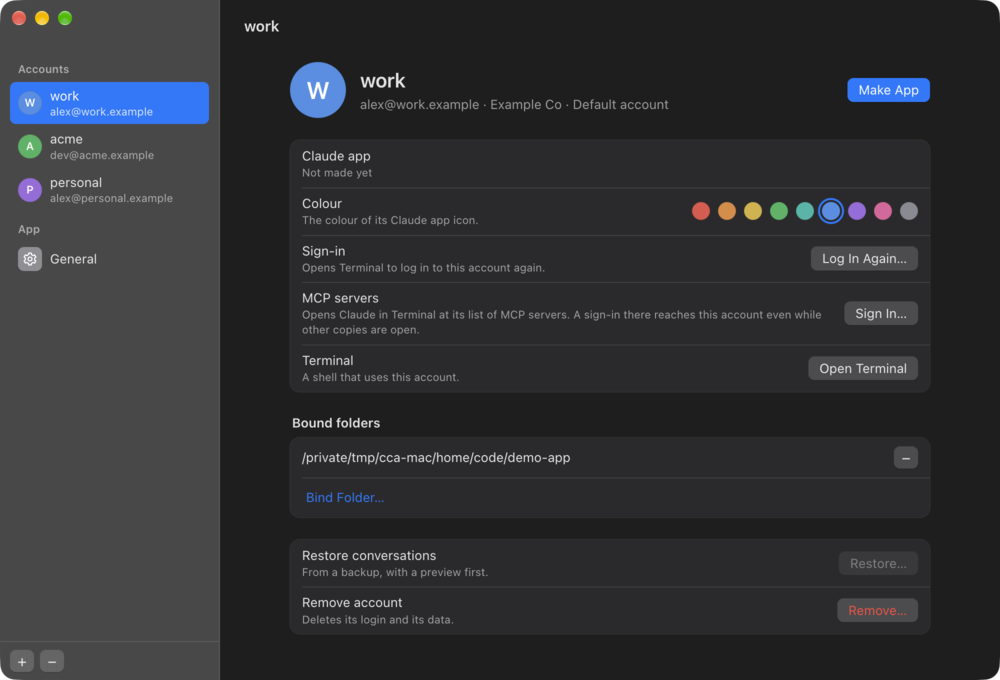 work
Accounts
W
work
alex@work.example
A
acme
dev@acme.example
P
personal
alex@personal.example
App
General
+
−
W
work
alex@work.example · Example Co · Default account
Make App
Claude app
Not made yet
Colour
The colour of its Claude app icon.
Sign-in
Opens Terminal to log in to this account again.
Log In Again...
MCP servers
Opens Claude in Terminal at its list of MCP servers. A sign-in there reaches this account even while
other copies are open.
Sign In...
Terminal
A shell that uses this account.
Open Terminal
Bound folders
/private/tmp/cca-mac/home/code/demo-app
−
Bind Folder...
Restore conversations
From a backup, with a preview first.
Restore...
Remove account
Deletes its login and its data.
Remove...